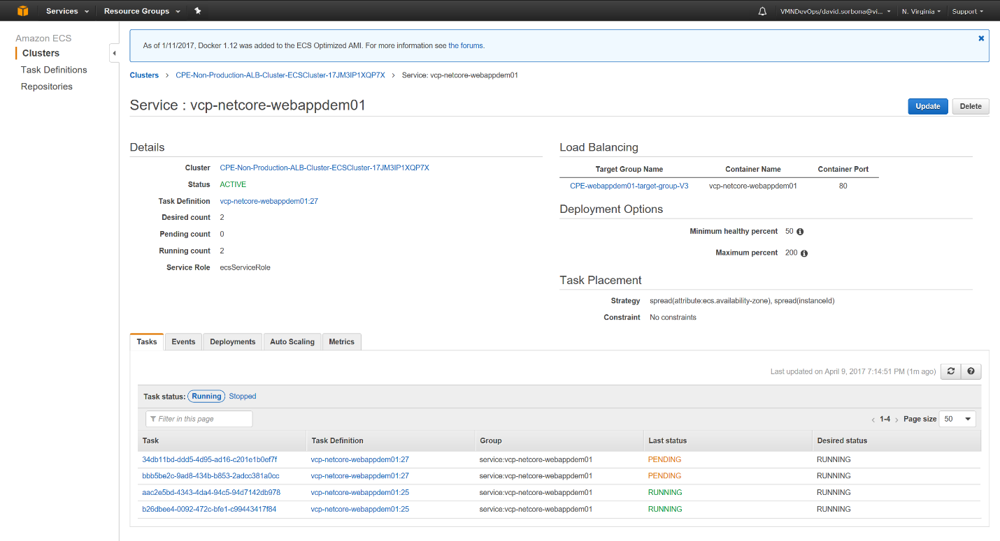 Services Resource Groups VMNDevOps/david.sorbona@vi... N. Virginia Support
Amazon ECS
Clusters
Task Definitions
Repositories
As of 1/11/2017, Docker 1.12 was added to the ECS Optimized AMI. For more information see the forums.
Clusters > CPE-Non-Production-ALB-Cluster-ECSCluster-17JM3IP1XQP7X > Service: vcp-netcore-webappdem01
Service : vcp-netcore-webappdem01
Update Delete
Details
Cluster CPE-Non-Production-ALB-Cluster-ECSCluster-17JM3IP1XQP7X
Status ACTIVE
Task Definition vcp-netcore-webappdem01:27
Desired count 2
Pending count 0
Running count 2
Service Role ecsServiceRole
Load Balancing
Target Group Name Container Name Container Port
CPE-webappdem01-target-group-V3 vcp-netcore-webappdem01 80
Deployment Options
Minimum healthy percent 50
Maximum percent 200
Task Placement
Strategy spread(attribute:ecs.availability-zone), spread(instanceId)
Constraint No constraints
Tasks Events Deployments Auto Scaling Metrics
Last updated on April 9, 2017 7:14:51 PM (1m ago)
Task status: Running Stopped
Filter in this page
< 1-4 > Page size 50
Task Task Definition Group Last status Desired status
34db11bd-ddd5-4d95-ad16-c201e1b0ef7f vcp-netcore-webappdem01:27 service:vcp-netcore-webappdem01 PENDING RUNNING
bbb5be2c-9ad8-434b-b853-2adcc381a0cc vcp-netcore-webappdem01:27 service:vcp-netcore-webappdem01 PENDING RUNNING
aac2e5bd-4343-4da4-94c5-94d7142db978 vcp-netcore-webappdem01:25 service:vcp-netcore-webappdem01 RUNNING RUNNING
b26dbee4-0092-472c-bfe1-c99443417f84 vcp-netcore-webappdem01:25 service:vcp-netcore-webappdem01 RUNNING RUNNING